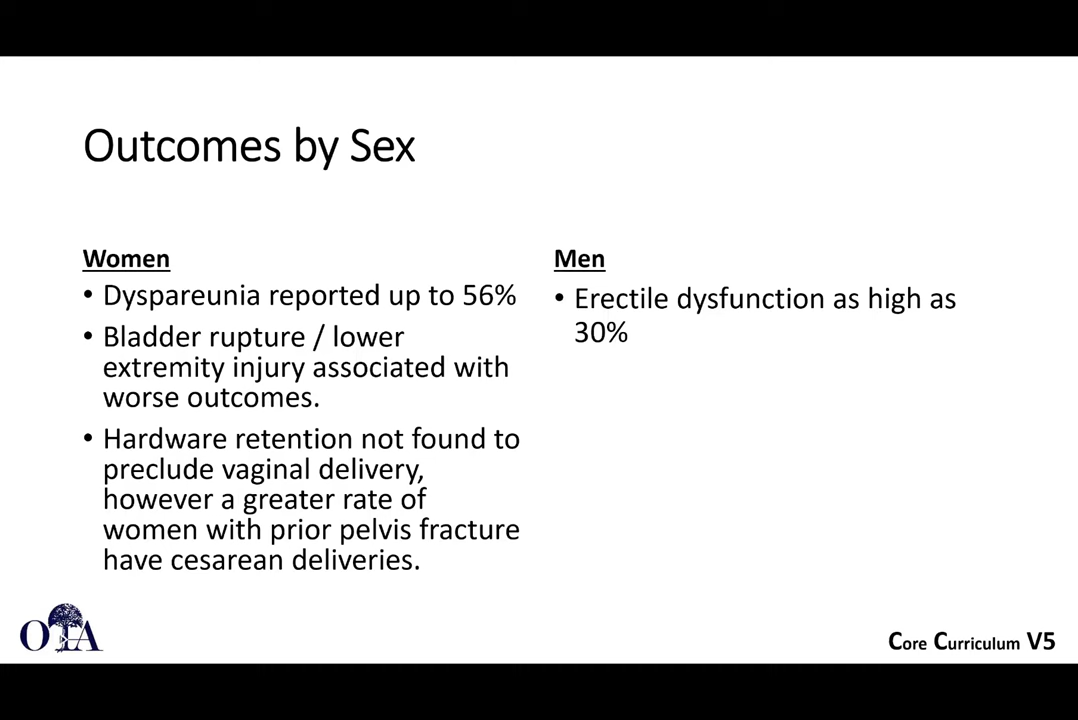 Outcomes by Sex
Women
• Dyspareunia reported up to 56%
• Bladder rupture / lower
extremity injury associated with
worse outcomes.
• Hardware retention not found to
preclude vaginal delivery,
however a greater rate of
women with prior pelvis fracture
have cesarean deliveries.
Men
• Erectile dysfunction as high as
30%
OTA
Core Curriculum V5